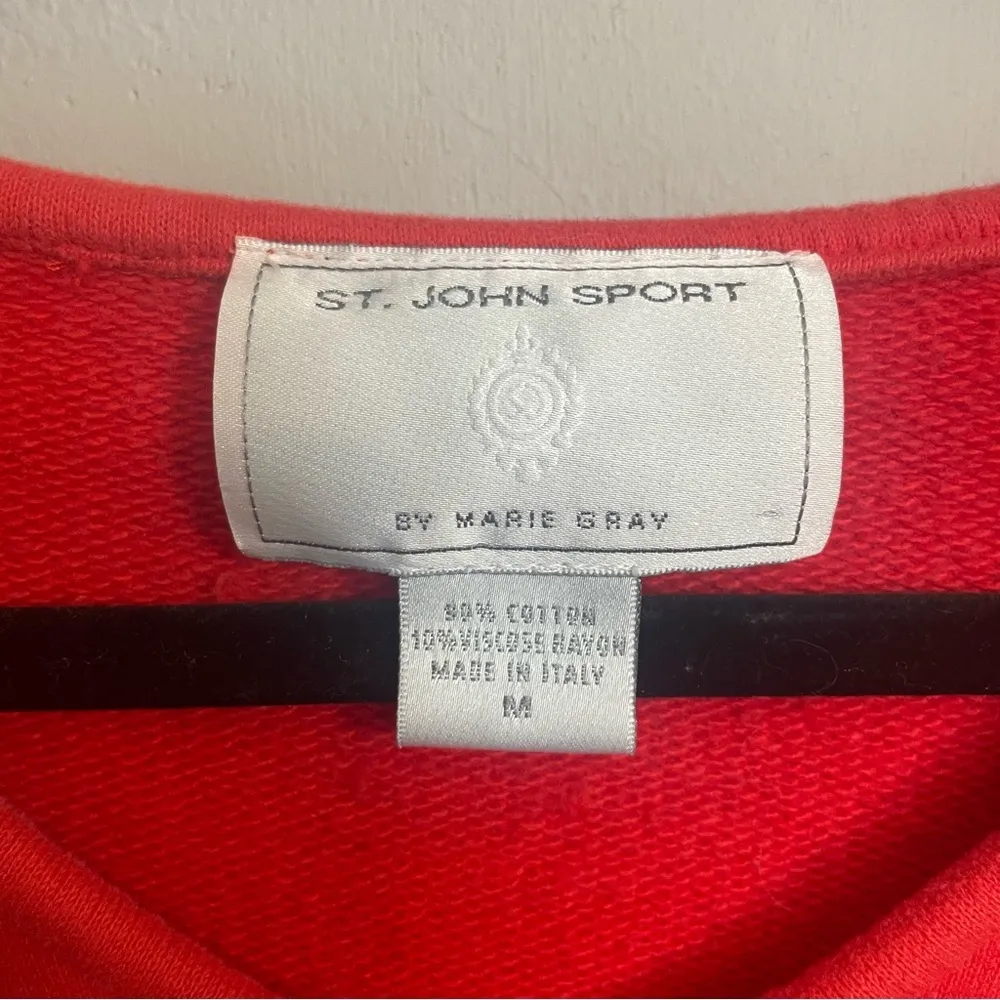 ST. JOHN SPORT
BY MARIE GRAY
90% COTTON
10% VISCOSE RAYON
MADE IN ITALY
M